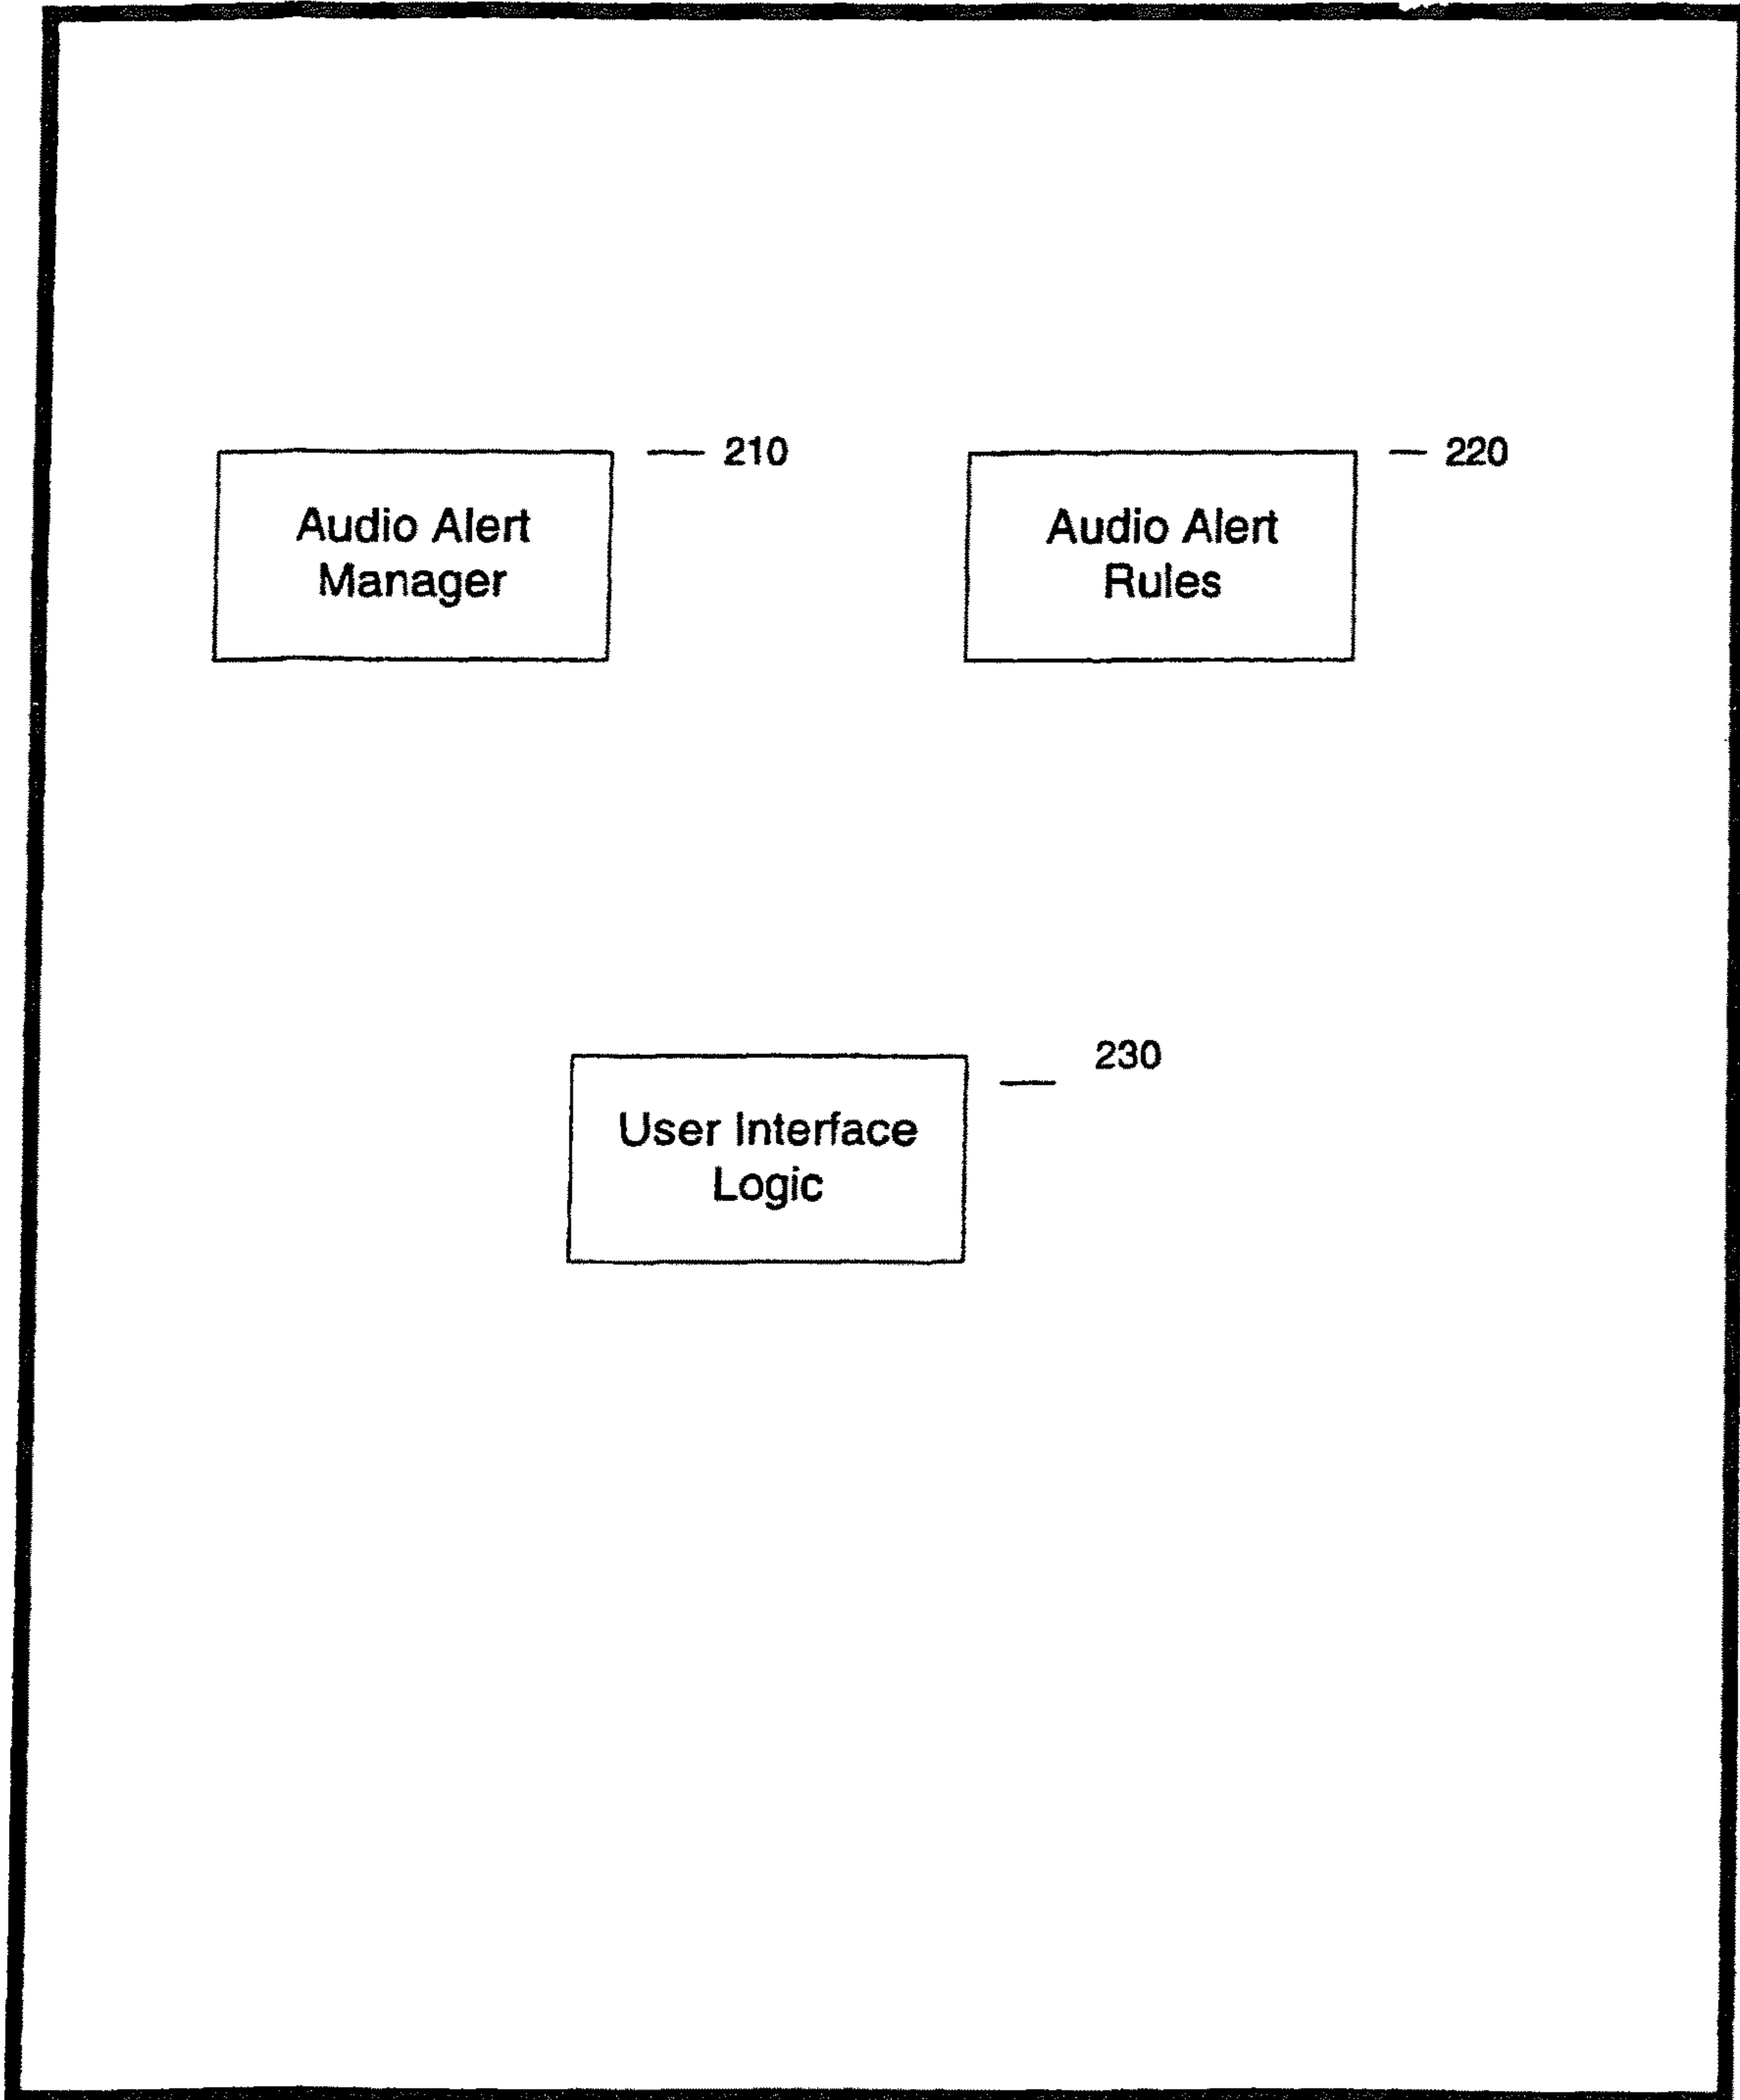 210
Audio Alert
Manager
220
Audio Alert
Rules
230
User Interface
Logic